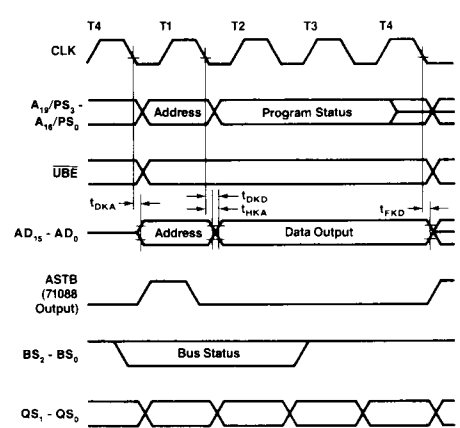 T4 T1 T2 T3 T4
CLK
A19/PS3 -
A16/PS0
Address
Program Status
UBE
tDKA
tDKD
tHKA
tFKD
AD15 - AD0
Address
Data Output
ASTB
(71088
Output)
BS2 - BS0
Bus Status
QS1 - QS0